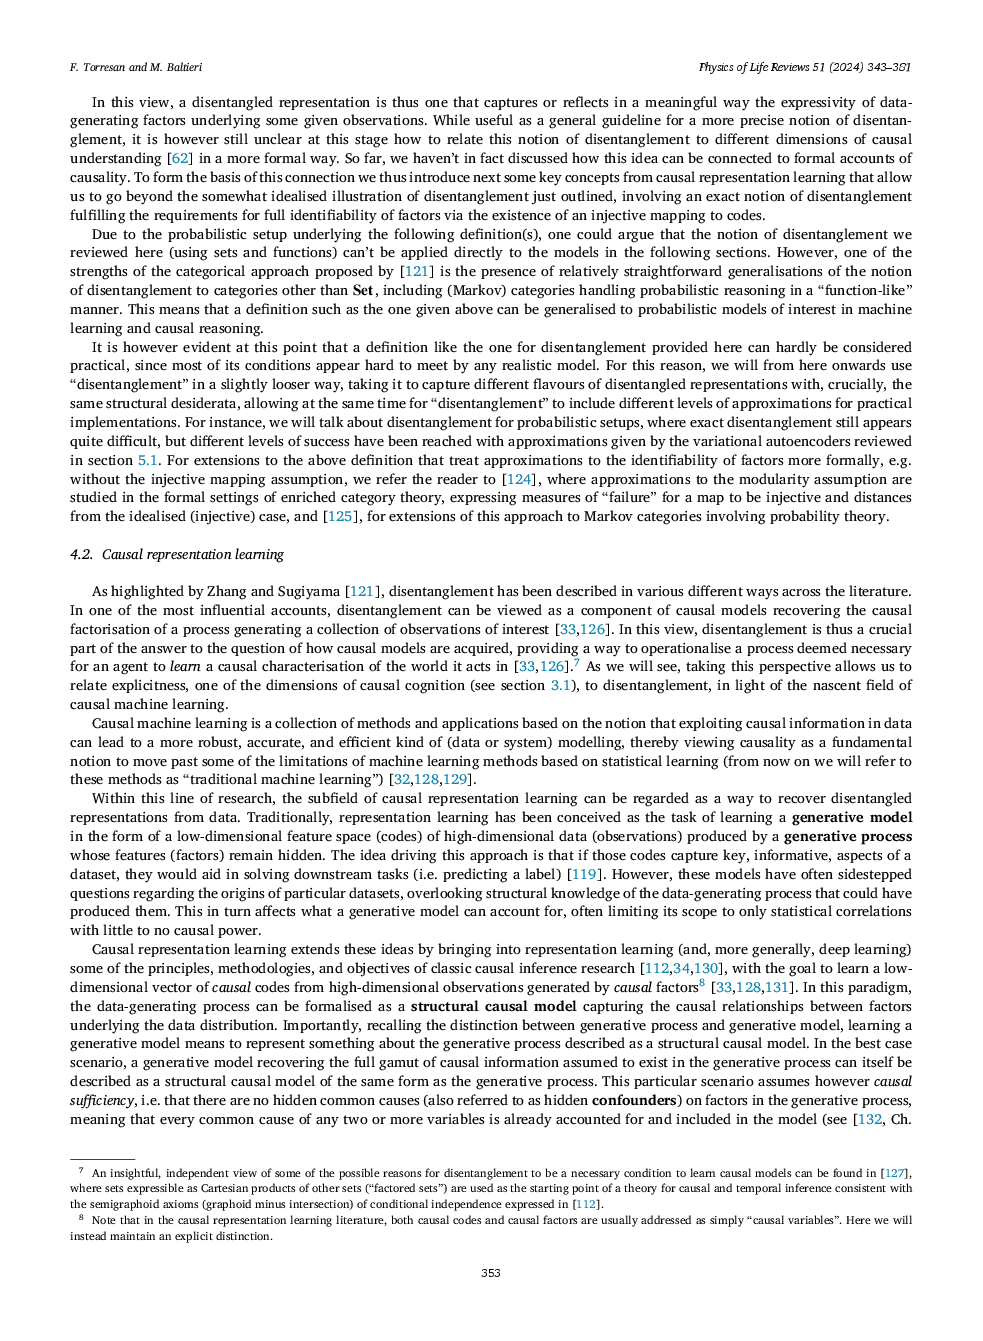 F. Torresan and M. Baltieri
Physics of Life Reviews 51 (2024) 343–381
In this view, a disentangled representation is thus one that captures or reflects in a meaningful way the expressivity of data-
generating factors underlying some given observations. While useful as a general guideline for a more precise notion of disentan-
glement, it is however still unclear at this stage how to relate this notion of disentanglement to different dimensions of causal
understanding [62] in a more formal way. So far, we haven't in fact discussed how this idea can be connected to formal accounts of
causality. To form the basis of this connection we thus introduce next some key concepts from causal representation learning that allow
us to go beyond the somewhat idealised illustration of disentanglement just outlined, involving an exact notion of disentanglement
fulfilling the requirements for full identifiability of factors via the existence of an injective mapping to codes.
Due to the probabilistic setup underlying the following definition(s), one could argue that the notion of disentanglement we
reviewed here (using sets and functions) can't be applied directly to the models in the following sections. However, one of the
strengths of the categorical approach proposed by [121] is the presence of relatively straightforward generalisations of the notion
of disentanglement to categories other than Set, including (Markov) categories handling probabilistic reasoning in a "function-like"
manner. This means that a definition such as the one given above can be generalised to probabilistic models of interest in machine
learning and causal reasoning.
It is however evident at this point that a definition like the one for disentanglement provided here can hardly be considered
practical, since most of its conditions appear hard to meet by any realistic model. For this reason, we will from here onwards use
"disentanglement" in a slightly looser way, taking it to capture different flavours of disentangled representations with, crucially, the
same structural desiderata, allowing at the same time for "disentanglement" to include different levels of approximations for practical
implementations. For instance, we will talk about disentanglement for probabilistic setups, where exact disentanglement still appears
quite difficult, but different levels of success have been reached with approximations given by the variational autoencoders reviewed
in section 5.1. For extensions to the above definition that treat approximations to the identifiability of factors more formally, e.g.
without the injective mapping assumption, we refer the reader to [124], where approximations to the modularity assumption are
studied in the formal settings of enriched category theory, expressing measures of "failure" for a map to be injective and distances
from the idealised (injective) case, and [125], for extensions of this approach to Markov categories involving probability theory.
4.2. Causal representation learning
As highlighted by Zhang and Sugiyama [121], disentanglement has been described in various different ways across the literature.
In one of the most influential accounts, disentanglement can be viewed as a component of causal models recovering the causal
factorisation of a process generating a collection of observations of interest [33,126]. In this view, disentanglement is thus a crucial
part of the answer to the question of how causal models are acquired, providing a way to operationalise a process deemed necessary
for an agent to learn a causal characterisation of the world it acts in [33,126].7 As we will see, taking this perspective allows us to
relate explicitness, one of the dimensions of causal cognition (see section 3.1), to disentanglement, in light of the nascent field of
causal machine learning.
Causal machine learning is a collection of methods and applications based on the notion that exploiting causal information in data
can lead to a more robust, accurate, and efficient kind of (data or system) modelling, thereby viewing causality as a fundamental
notion to move past some of the limitations of machine learning methods based on statistical learning (from now on we will refer to
these methods as "traditional machine learning") [32,128,129].
Within this line of research, the subfield of causal representation learning can be regarded as a way to recover disentangled
representations from data. Traditionally, representation learning has been conceived as the task of learning a generative model
in the form of a low-dimensional feature space (codes) of high-dimensional data (observations) produced by a generative process
whose features (factors) remain hidden. The idea driving this approach is that if those codes capture key, informative, aspects of a
dataset, they would aid in solving downstream tasks (i.e. predicting a label) [119]. However, these models have often sidestepped
questions regarding the origins of particular datasets, overlooking structural knowledge of the data-generating process that could have
produced them. This in turn affects what a generative model can account for, often limiting its scope to only statistical correlations
with little to no causal power.
Causal representation learning extends these ideas by bringing into representation learning (and, more generally, deep learning)
some of the principles, methodologies, and objectives of classic causal inference research [112,34,130], with the goal to learn a low-
dimensional vector of causal codes from high-dimensional observations generated by causal factors8 [33,128,131]. In this paradigm,
the data-generating process can be formalised as a structural causal model capturing the causal relationships between factors
underlying the data distribution. Importantly, recalling the distinction between generative process and generative model, learning a
generative model means to represent something about the generative process described as a structural causal model. In the best case
scenario, a generative model recovering the full gamut of causal information assumed to exist in the generative process can itself be
described as a structural causal model of the same form as the generative process. This particular scenario assumes however causal
sufficiency, i.e. that there are no hidden common causes (also referred to as hidden confounders) on factors in the generative process,
meaning that every common cause of any two or more variables is already accounted for and included in the model (see [132, Ch.
7 An insightful, independent view of some of the possible reasons for disentanglement to be a necessary condition to learn causal models can be found in [127],
where sets expressible as Cartesian products of other sets ("factored sets") are used as the starting point of a theory for causal and temporal inference consistent with
the semigraphoid axioms (graphoid minus intersection) of conditional independence expressed in [112].
8 Note that in the causal representation learning literature, both causal codes and causal factors are usually addressed as simply "causal variables". Here we will
instead maintain an explicit distinction.
353